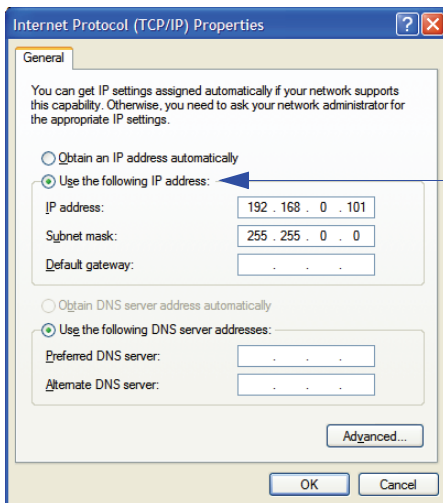 Internet Protocol (TCP/IP) Properties
General
You can get IP settings assigned automatically if your network supports
this capability. Otherwise, you need to ask your network administrator for
the appropriate IP settings.
Obtain an IP address automatically
Use the following IP address:
IP address: 192 . 168 . 0 . 101
Subnet mask: 255 . 255 . 0 . 0
Default gateway: . . .
Obtain DNS server address automatically
Use the following DNS server addresses:
Preferred DNS server: . . .
Alternate DNS server: . . .
Advanced...
OK Cancel